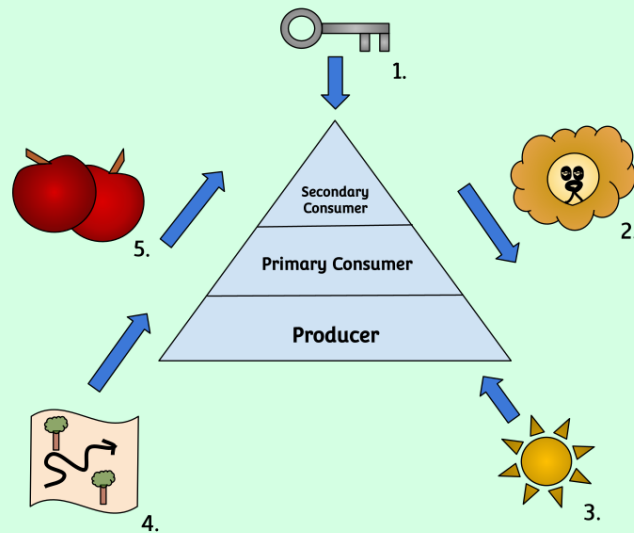 1.
Secondary
Consumer
2.
5.
Primary Consumer
Producer
3.
4.